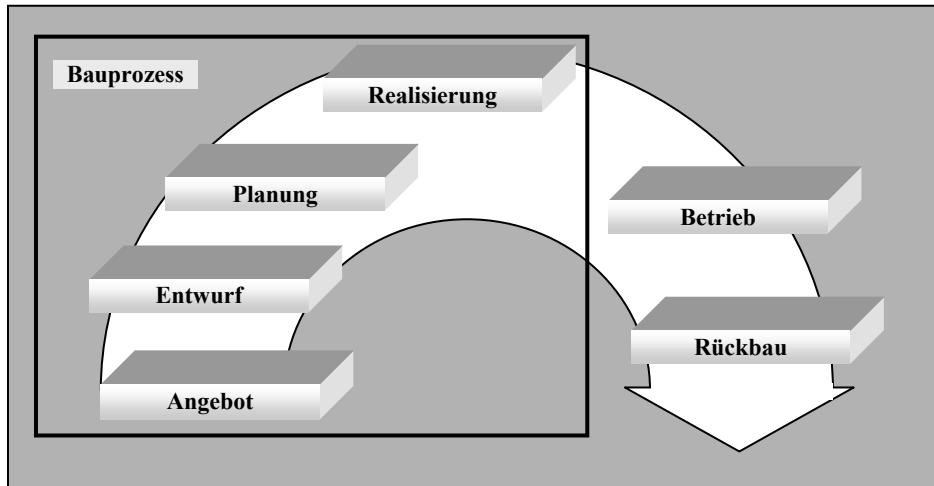 Bauprozess
Realisierung
Planung
Betrieb
Entwurf
Rückbau
Angebot